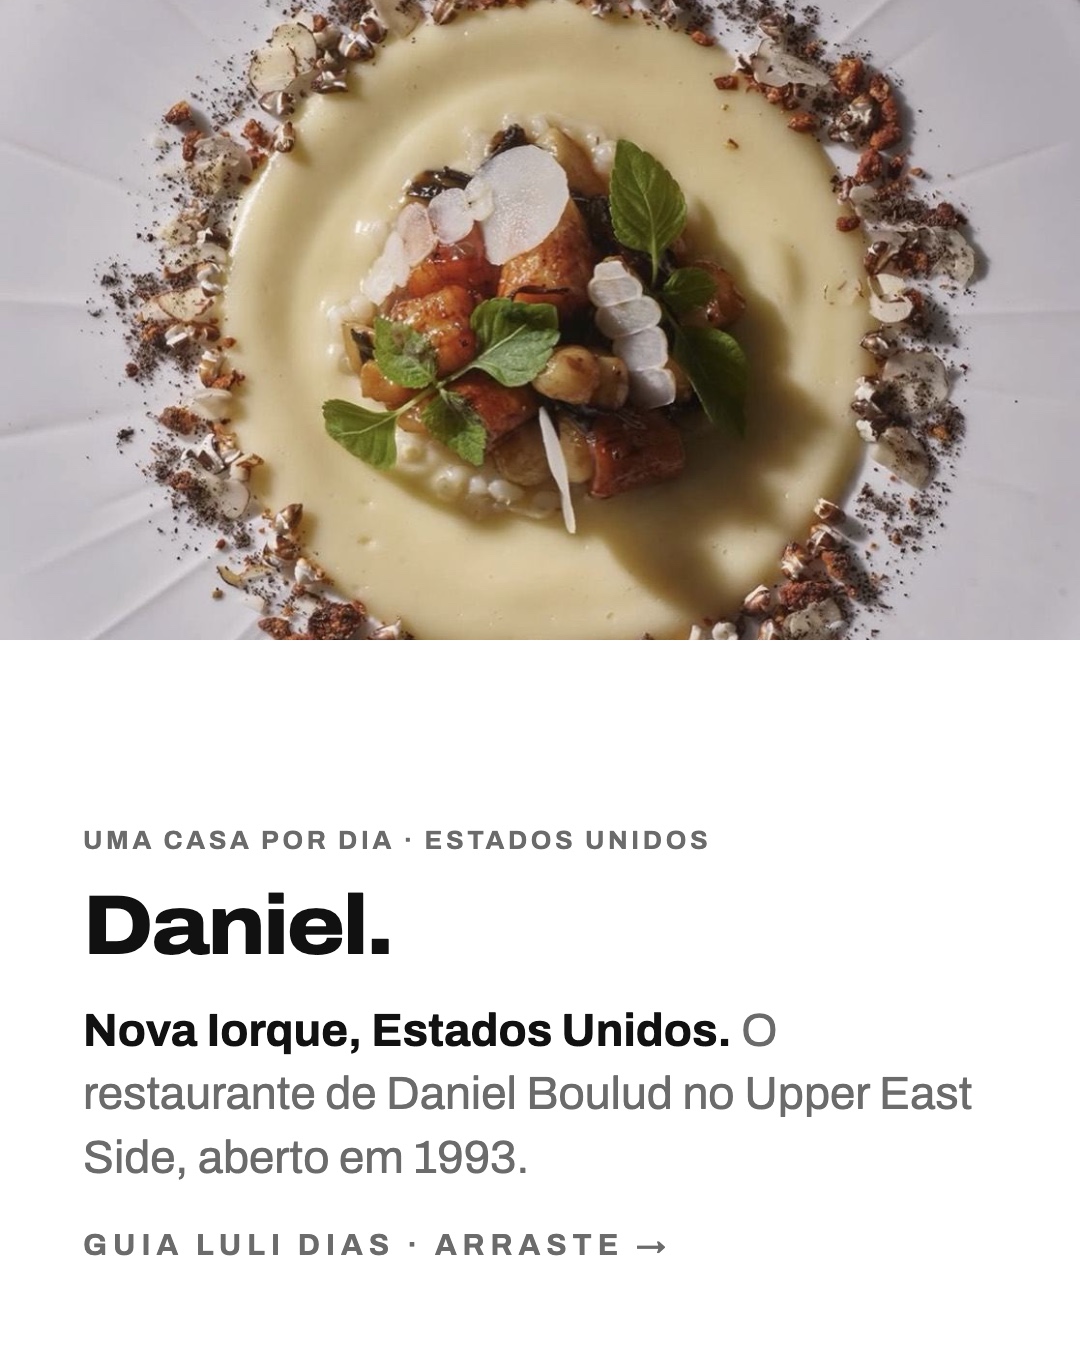 UMA CASA POR DIA · ESTADOS UNIDOS
Daniel.
Nova Iorque, Estados Unidos. O
restaurante de Daniel Boulud no Upper East
Side, aberto em 1993.
GUIA LULI DIAS · ARRASTE →